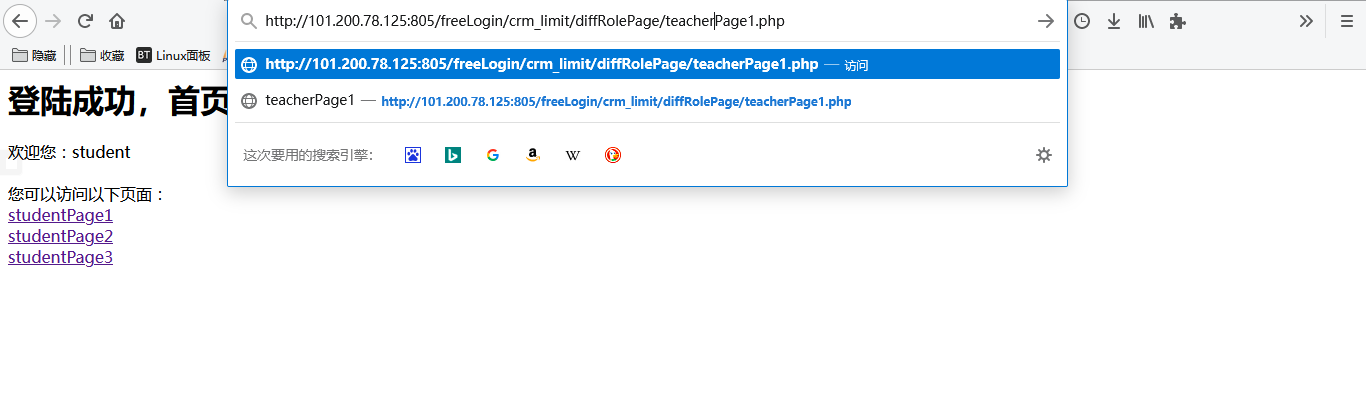 http://101.200.78.125:805/freeLogin/crm_limit/diffRolePage/teacherPage1.php
隐藏 收藏 BT Linux面板
http://101.200.78.125:805/freeLogin/crm_limit/diffRolePage/teacherPage1.php — 访问
teacherPage1 — http://101.200.78.125:805/freeLogin/crm_limit/diffRolePage/teacherPage1.php
这次要用的搜索引擎： G a W
登陆成功，首页
欢迎您：student
您可以访问以下页面：
studentPage1
studentPage2
studentPage3